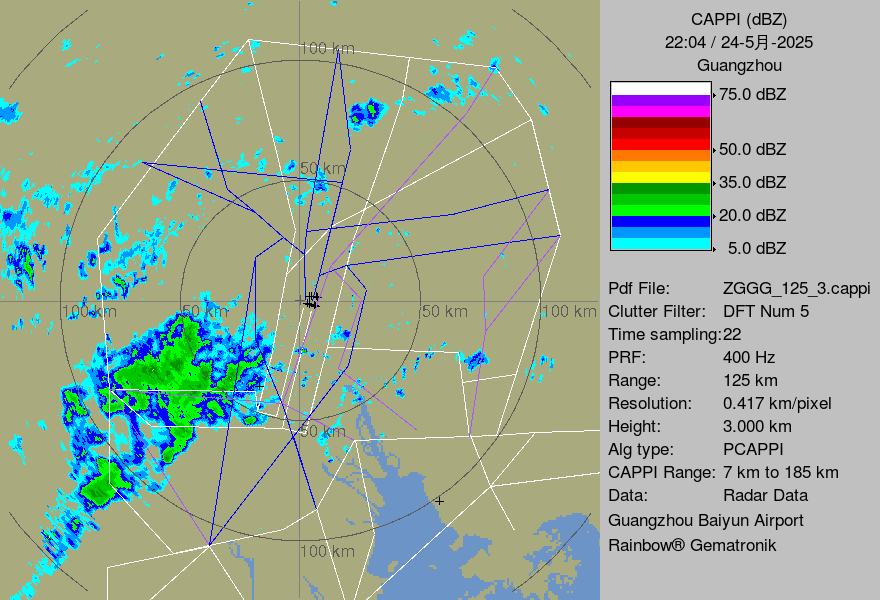 CAPPI (dBZ)
22:04 / 24-5月-2025
Guangzhou
75.0 dBZ
50.0 dBZ
35.0 dBZ
20.0 dBZ
5.0 dBZ
Pdf File: ZGGG_125_3.cappi
Clutter Filter: DFT Num 5
Time sampling:22
PRF: 400 Hz
Range: 125 km
Resolution: 0.417 km/pixel
Height: 3.000 km
Alg type: PCAPPI
CAPPI Range: 7 km to 185 km
Data: Radar Data
Guangzhou Baiyun Airport
Rainbow® Gematronik
100 km
50 km
100 km
50 km
50 km
100 km
50 km
100 km